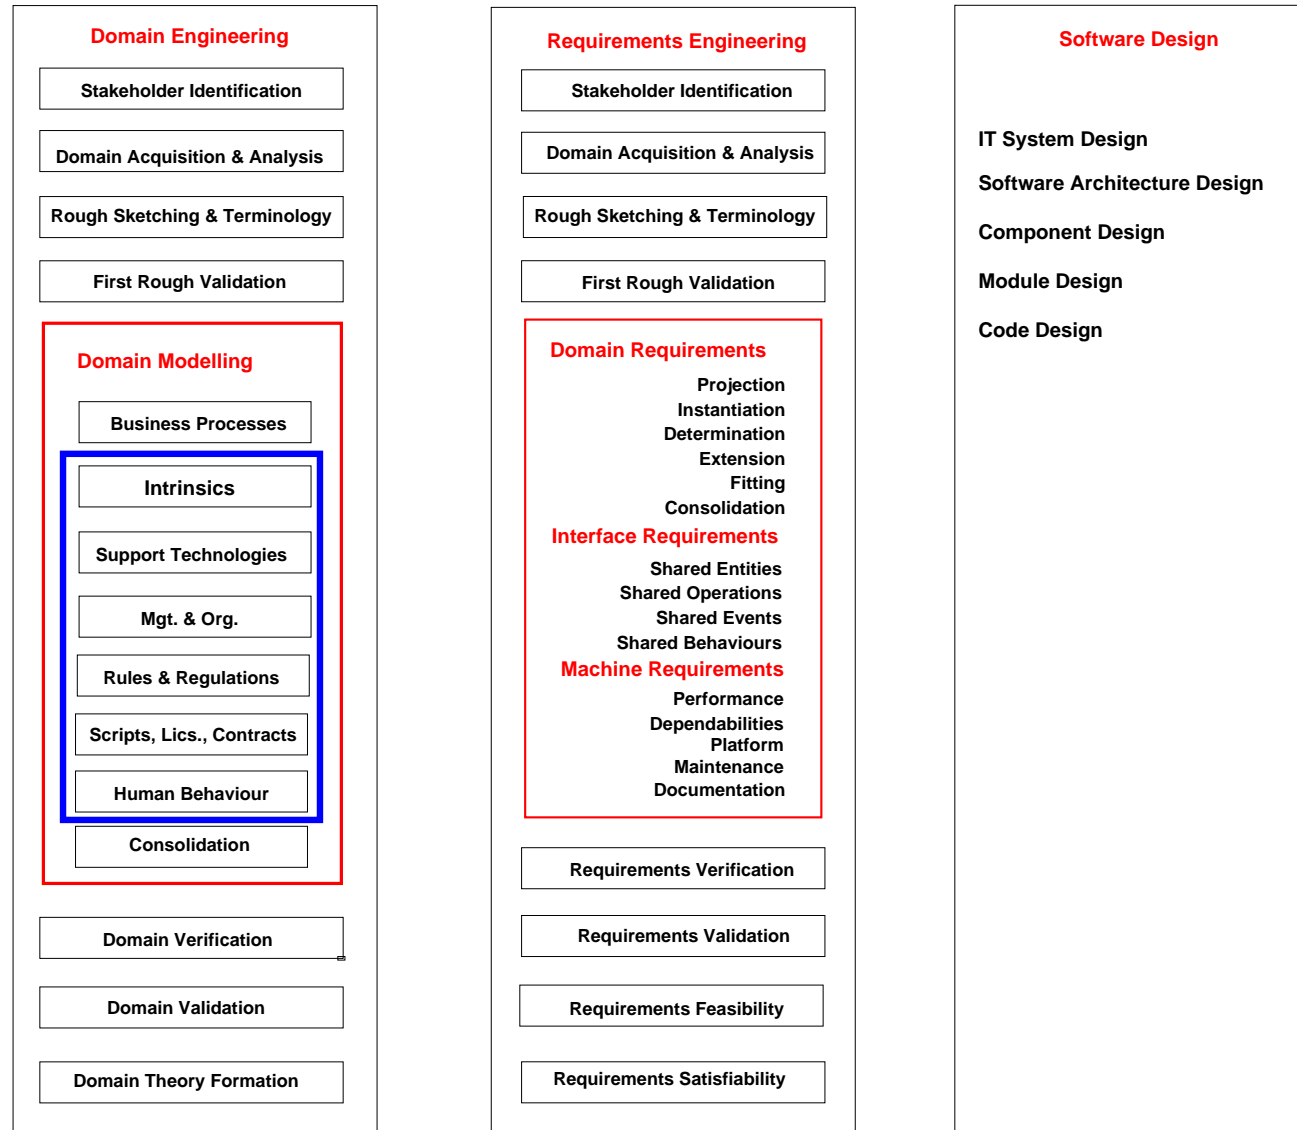 Domain Engineering
Stakeholder Identification
Domain Acquisition & Analysis
Rough Sketching & Terminology
First Rough Validation
Domain Modelling
Business Processes
Intrinsics
Support Technologies
Mgt. & Org.
Rules & Regulations
Scripts, Lics., Contracts
Human Behaviour
Consolidation
Domain Verification
Domain Validation
Domain Theory Formation
Requirements Engineering
Stakeholder Identification
Domain Acquisition & Analysis
Rough Sketching & Terminology
First Rough Validation
Domain Requirements
Projection
Instantiation
Determination
Extension
Fitting
Consolidation
Interface Requirements
Shared Entities
Shared Operations
Shared Events
Shared Behaviours
Machine Requirements
Performance
Dependabilities
Platform
Maintenance
Documentation
Requirements Verification
Requirements Validation
Requirements Feasibility
Requirements Satisfiability
Software Design
IT System Design
Software Architecture Design
Component Design
Module Design
Code Design